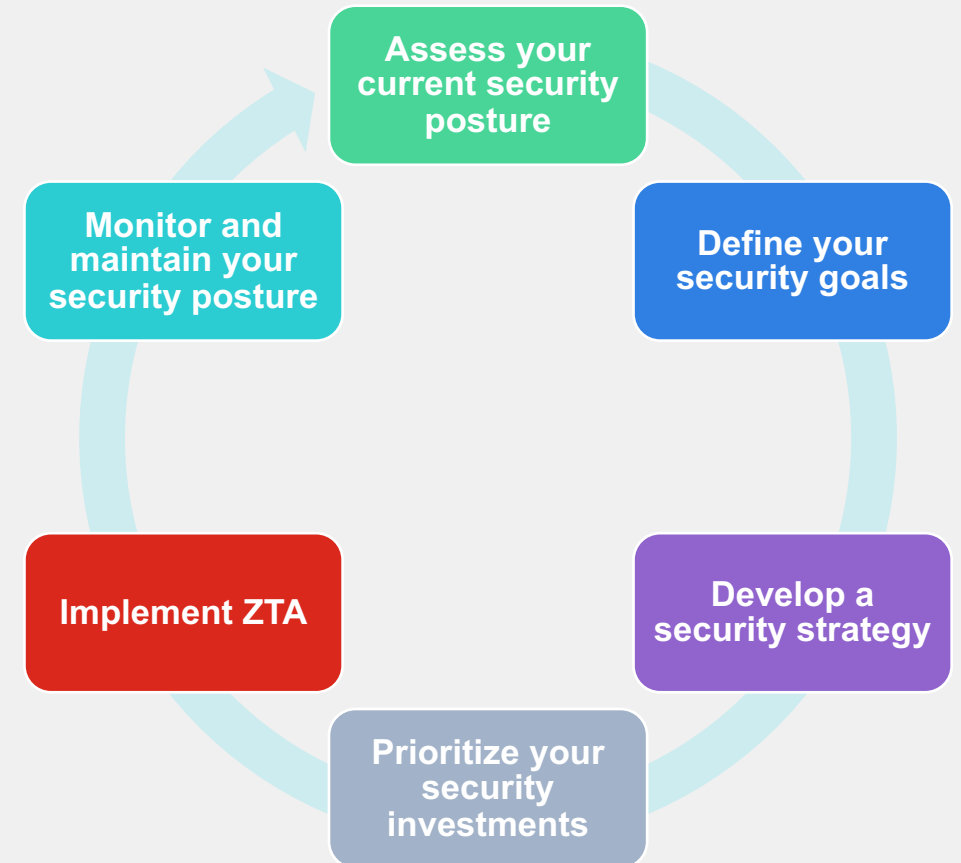 Assess your
current security
posture
Define your
security goals
Develop a
security strategy
Prioritize your
security
investments
Implement ZTA
Monitor and
maintain your
security posture